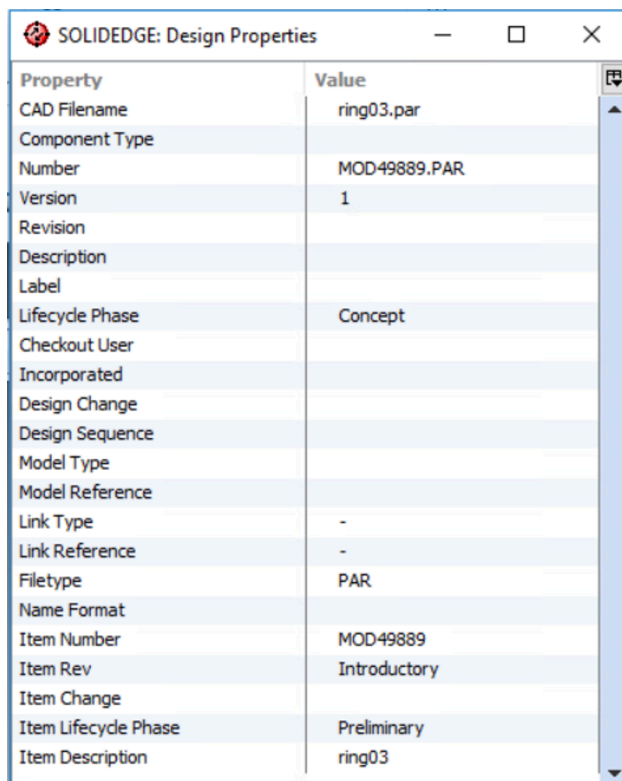 SOLIDEDGE: Design Properties
Property Value
CAD Filename ring03.par
Component Type
Number MOD49889.PAR
Version 1
Revision
Description
Label
Lifecycle Phase Concept
Checkout User
Incorporated
Design Change
Design Sequence
Model Type
Model Reference
Link Type -
Link Reference -
Filetype PAR
Name Format
Item Number MOD49889
Item Rev Introductory
Item Change
Item Lifecycle Phase Preliminary
Item Description ring03